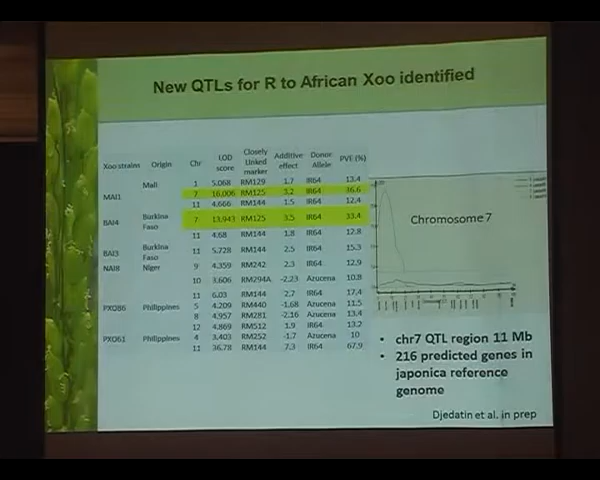 New QTLs for R to African Xoo identified
Xoo strains Origin Chr LOD score Closely Linked marker Additive effect Donor Allele PVE (%)
MAI1 Mali 1 5.068 RM129 1.7 IR64 13.4
7 16.006 RM125 3.2 IR64 36.6
11 4.666 RM144 1.5 IR64 12.4
BAI4 Burkina Faso 7 13.943 RM125 3.5 IR64 33.4
11 4.68 RM144 1.8 IR64 12.8
BAI3 Burkina Faso 11 5.728 RM144 2.5 IR64 15.3
NAI8 Niger 9 4.359 RM242 2.3 IR64 12.9
10 3.606 RM294A -2.23 Azucena 10.8
11 6.03 RM144 2.7 IR64 17.4
PXO86 Philippines 5 4.209 RM440 -1.68 Azucena 11.5
8 4.957 RM281 -2.16 Azucena 13.4
12 4.869 RM512 1.9 IR64 13.2
PXO61 Philippines 4 3.403 RM252 -1.7 Azucena 10
11 36.78 RM144 7.3 IR64 67.9
Chromosome 7
• chr7 QTL region 11 Mb
• 216 predicted genes in
japonica reference
genome
Djedatin et al. in prep